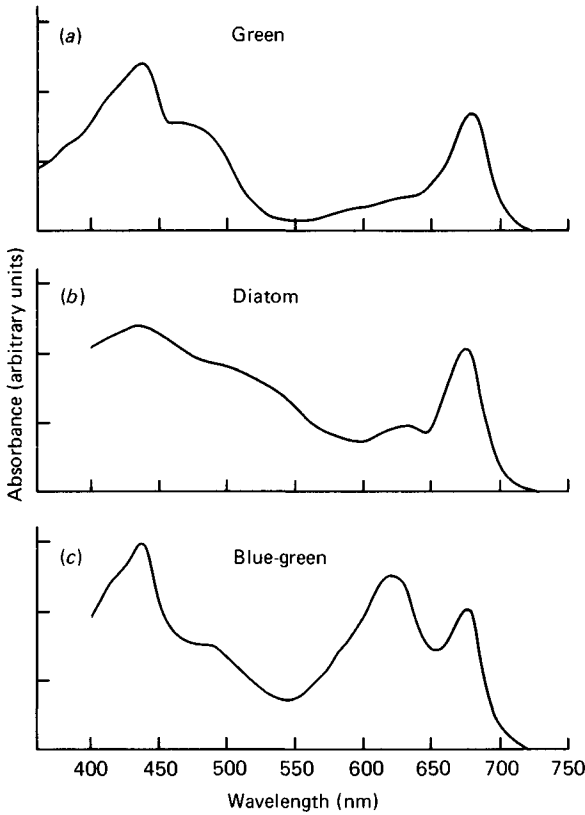 (a)
Green
(b)
Diatom
(c)
Blue-green
Absorbance (arbitrary units)
400 450 500 550 600 650 700 750
Wavelength (nm)